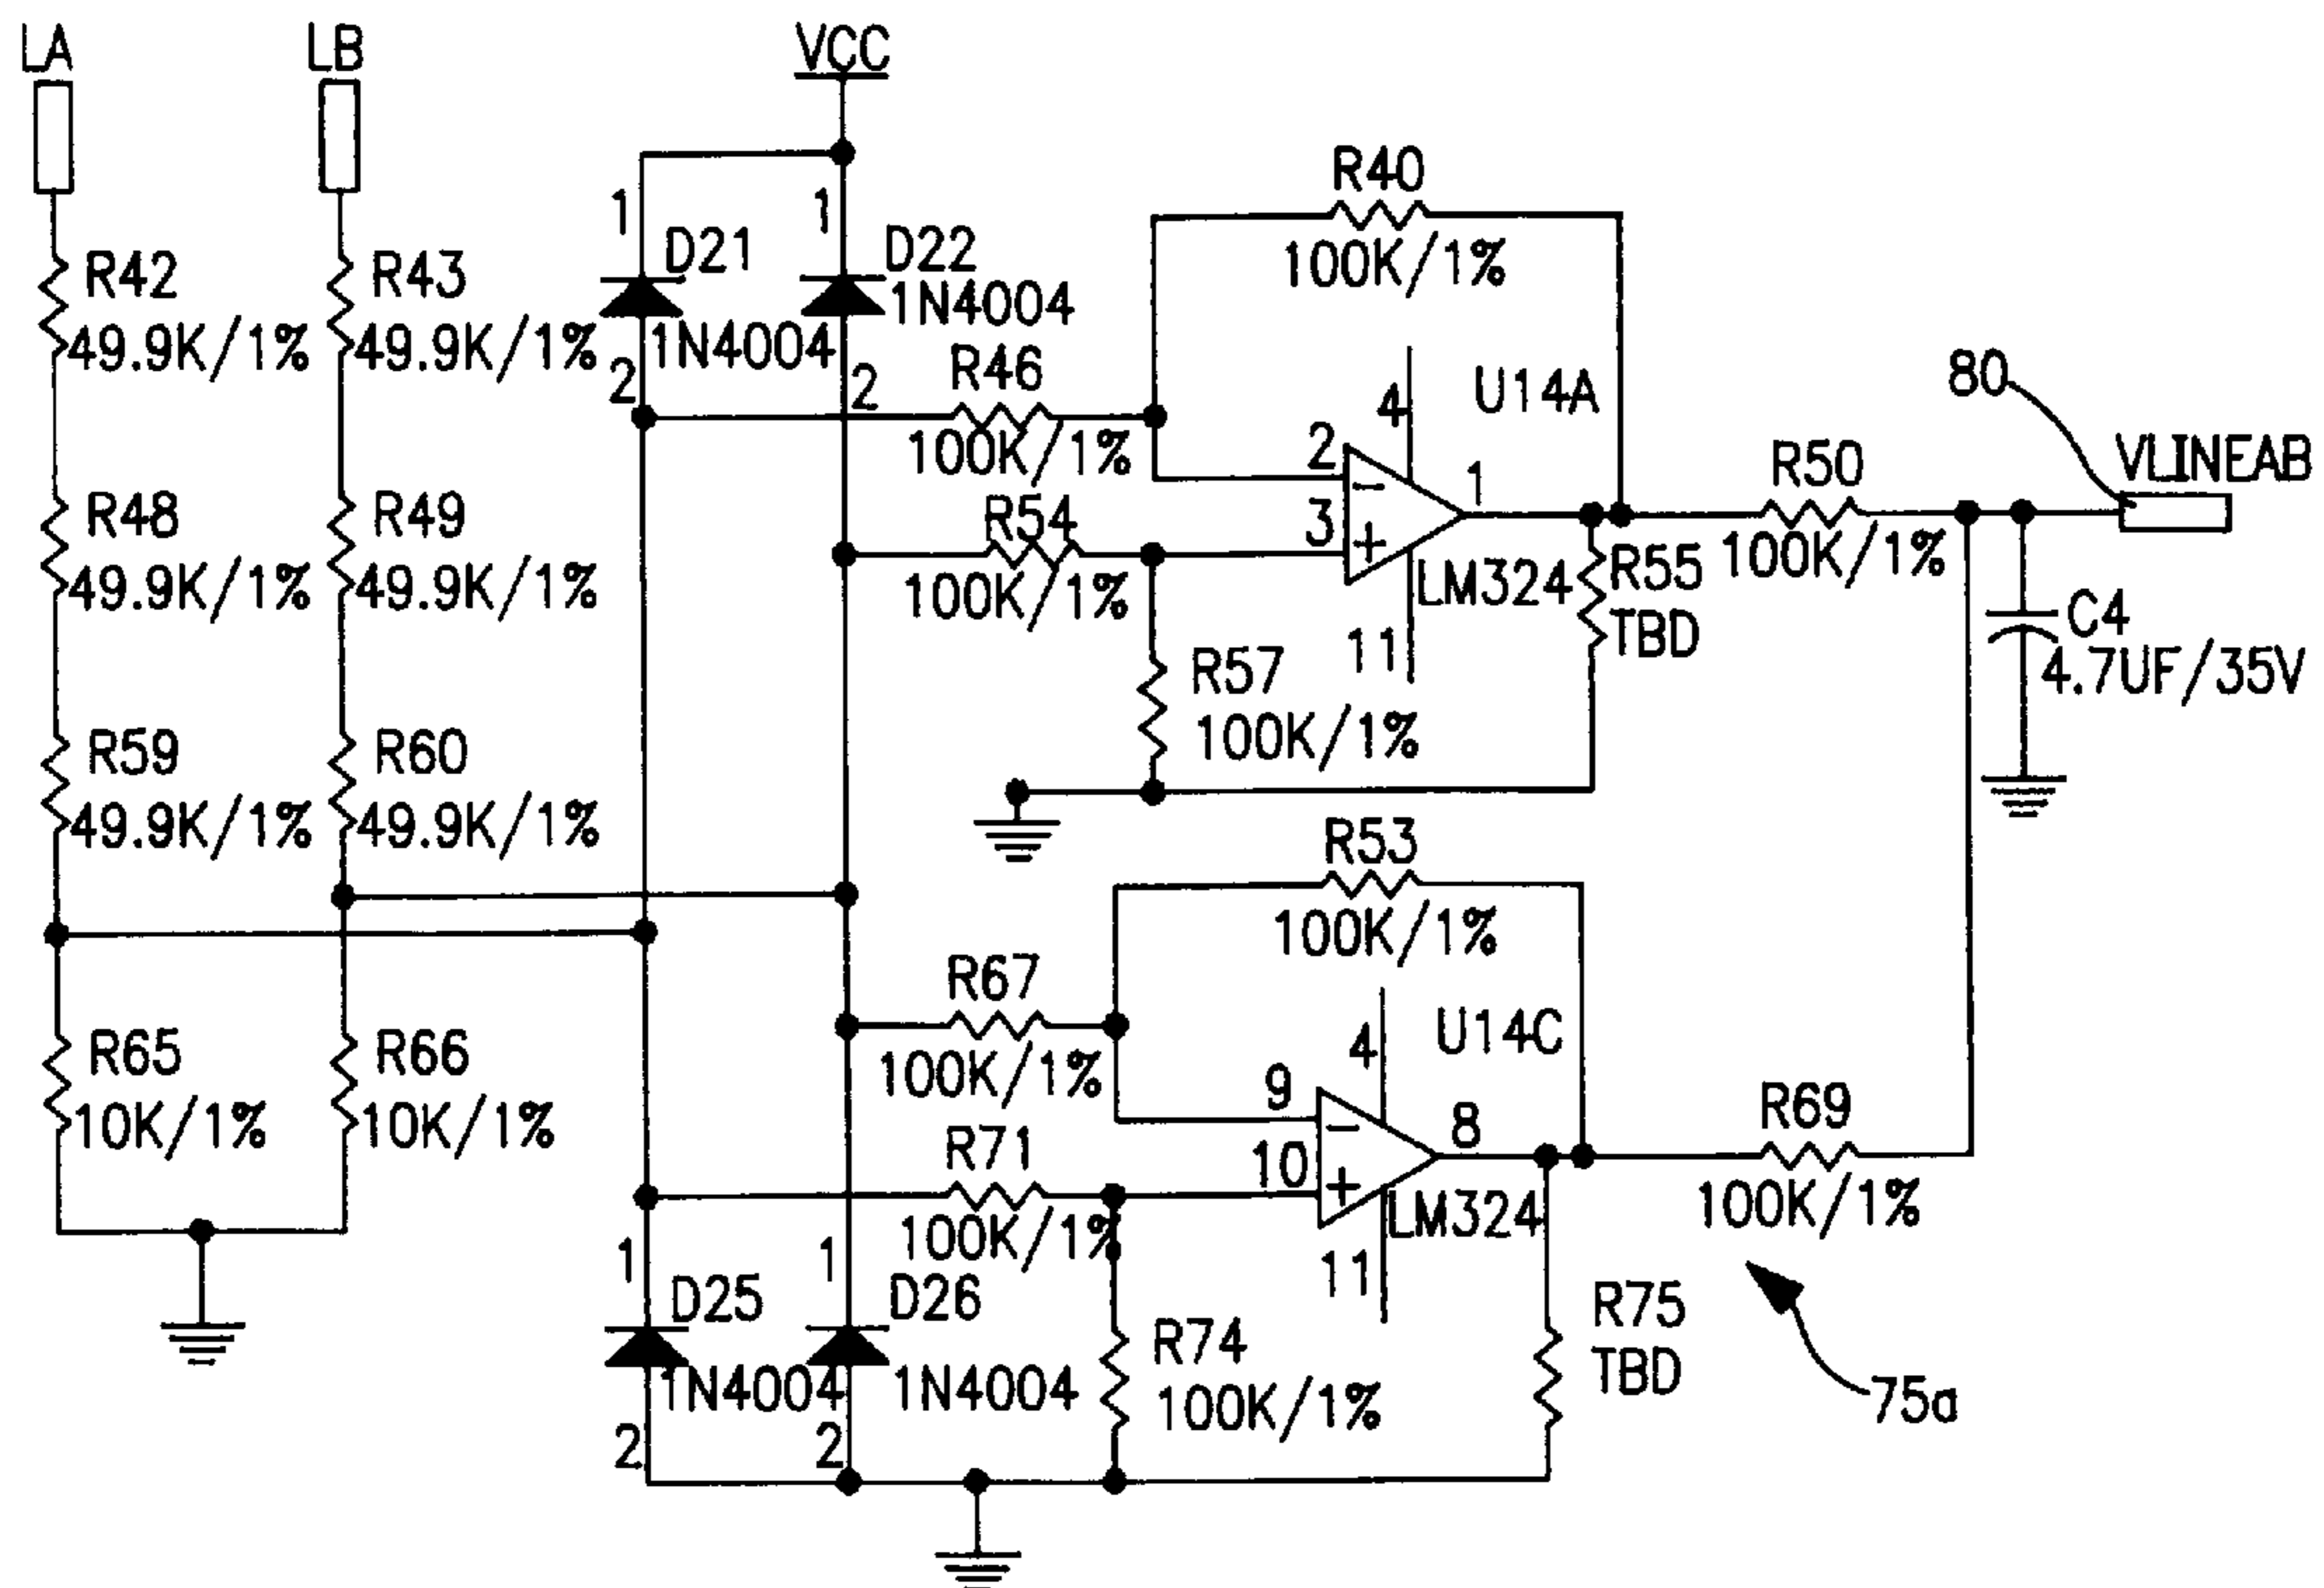 LA
LB
VCC
R40
100K/1%
1
1
D21
1N4004
D22
1N4004
2
2
R42
49.9K/1%
R43
49.9K/1%
R46
100K/1%
4
U14A
2
-
3
+
1
LM324
11
R54
100K/1%
R50
100K/1%
80
VLINEAB
R48
49.9K/1%
R49
49.9K/1%
R55
TBD
C4
4.7UF/35V
R57
100K/1%
R59
49.9K/1%
R60
49.9K/1%
R53
100K/1%
R67
100K/1%
4
U14C
9
-
10
+
8
LM324
11
R65
10K/1%
R66
10K/1%
R71
100K/1%
R69
100K/1%
1
1
D25
1N4004
D26
1N4004
2
2
R74
100K/1%
R75
TBD
75a